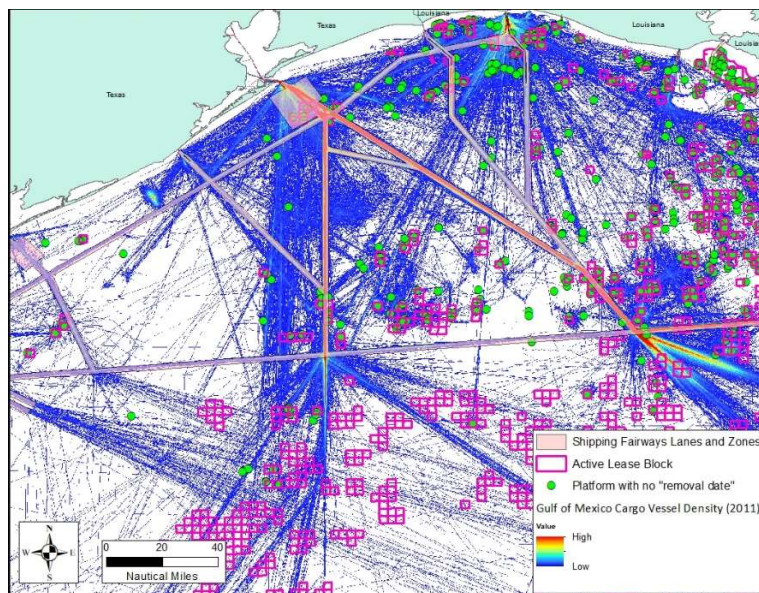 Texas
Louisiana
Louisiana
Louisiana
Texas
Shipping Fairways Lanes and Zones
Active Lease Block
Platform with no "removal date"
Gulf of Mexico Cargo Vessel Density (2011)
Value
High
Low
N
W E
S
0 20 40
Nautical Miles